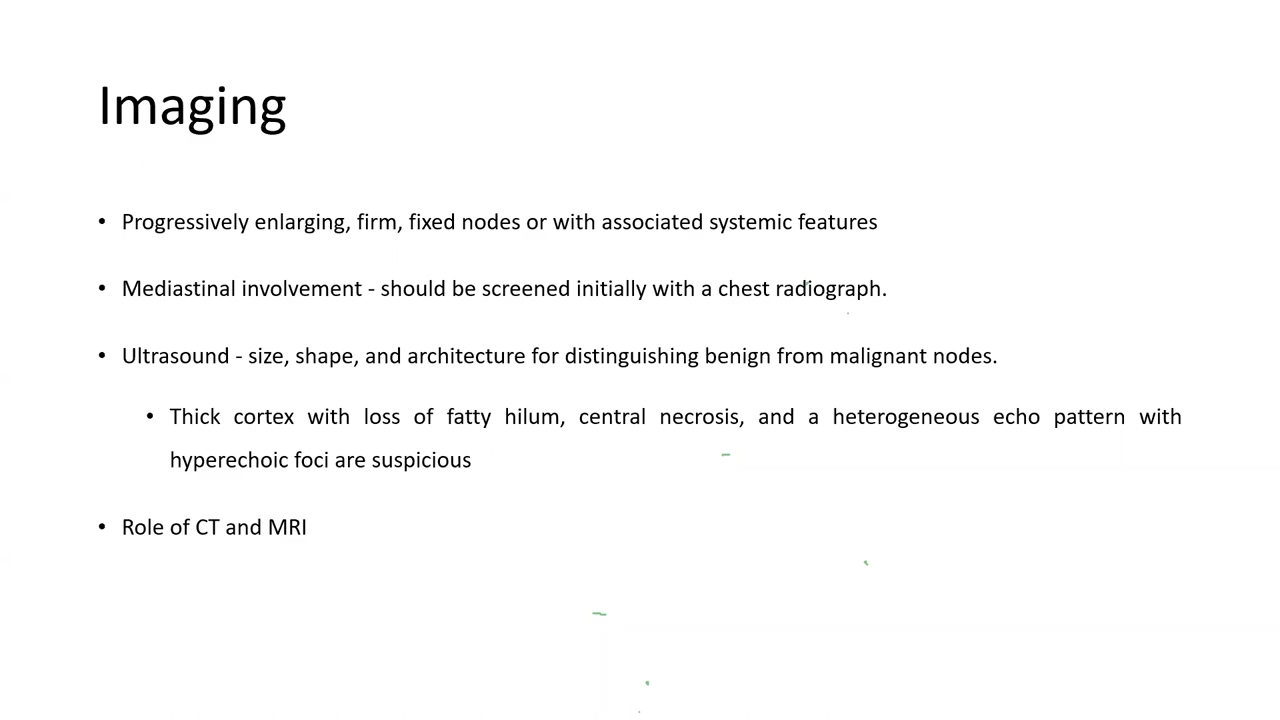 Imaging
• Progressively enlarging, firm, fixed nodes or with associated systemic features
• Mediastinal involvement - should be screened initially with a chest radiograph.
• Ultrasound - size, shape, and architecture for distinguishing benign from malignant nodes.
• Thick cortex with loss of fatty hilum, central necrosis, and a heterogeneous echo pattern with
hyperechoic foci are suspicious
• Role of CT and MRI